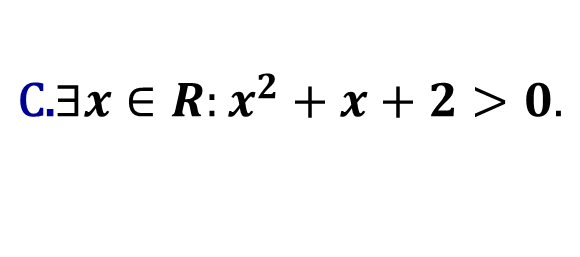 C.∃x ∈ R: x² + x + 2 > 0.